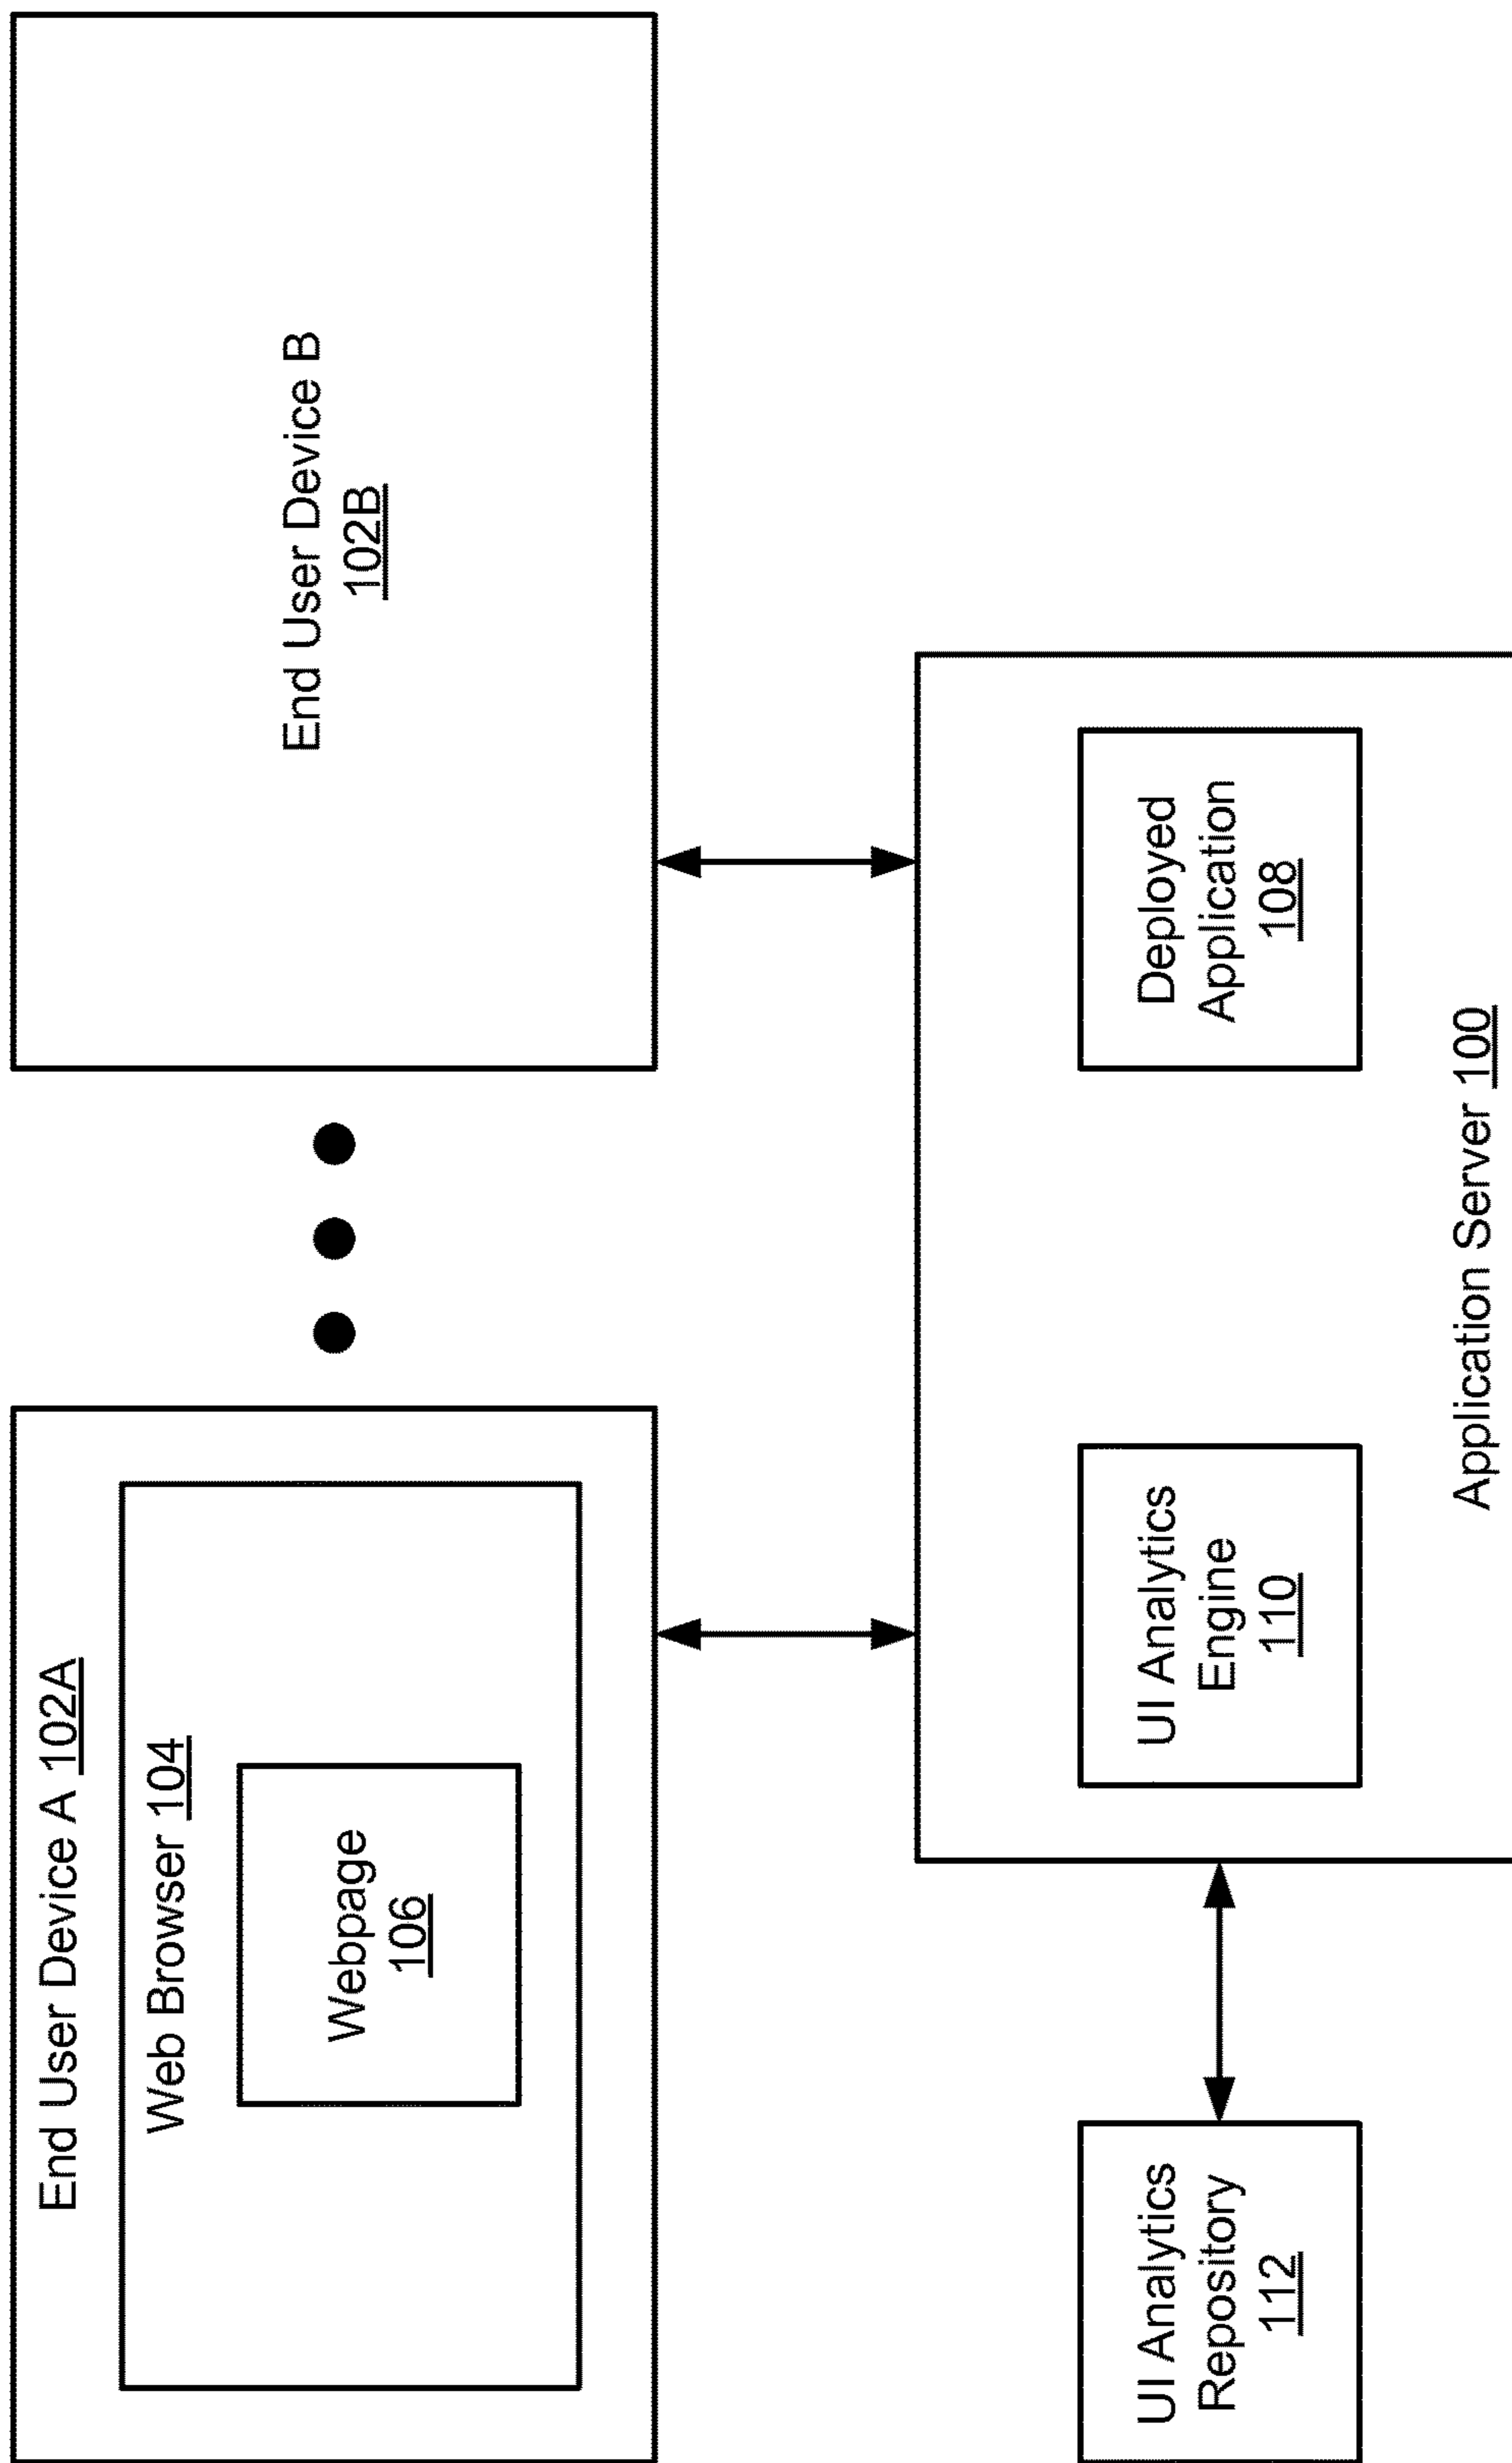 End User Device A 102A
Web Browser 104
Webpage
106
End User Device B
102B
UI Analytics
Repository
112
UI Analytics
Engine
110
Deployed
Application
108
Application Server 100